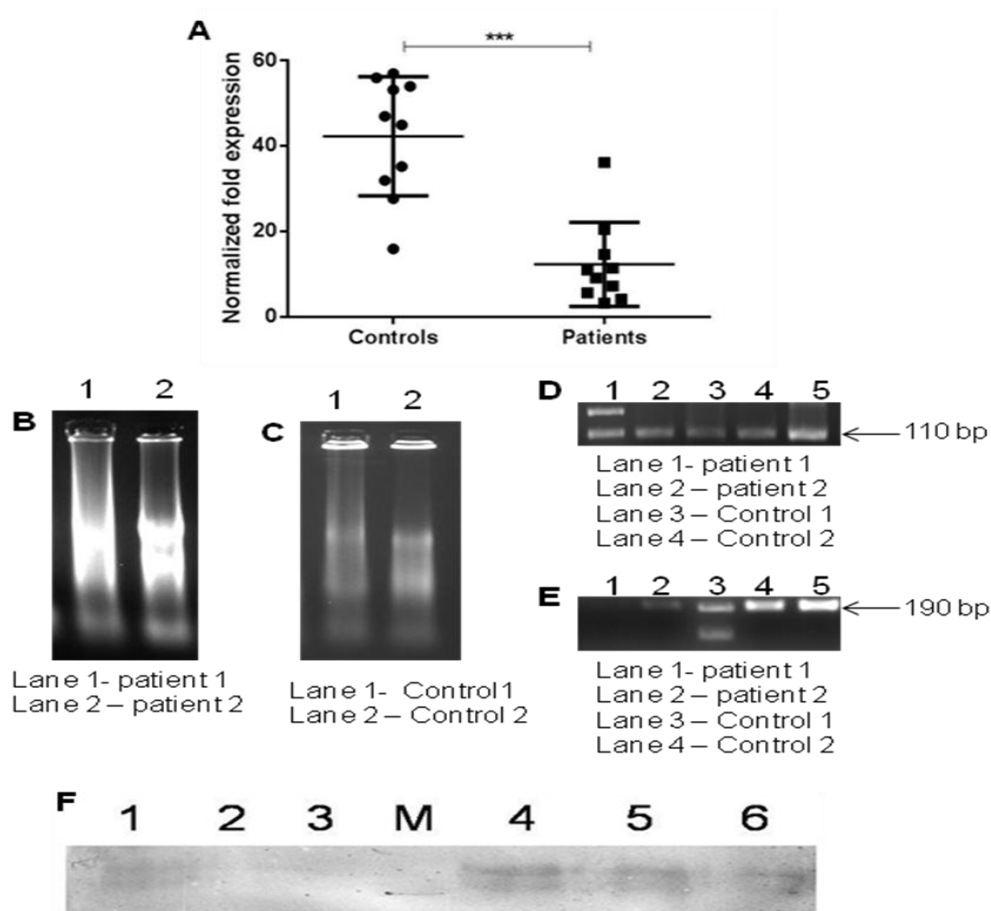 A
***
Normalized fold expression
60
40
20
0
Controls Patients
B
1 2
Lane 1- patient 1
Lane 2 – patient 2
C
1 2
Lane 1- Control1
Lane 2 – Control 2
D
1 2 3 4 5
110 bp
Lane 1- patient 1
Lane 2 – patient 2
Lane 3 – Control 1
Lane 4 – Control 2
E
1 2 3 4 5
190 bp
Lane 1- patient 1
Lane 2 – patient 2
Lane 3 – Control 1
Lane 4 – Control 2
F
1 2 3 M 4 5 6